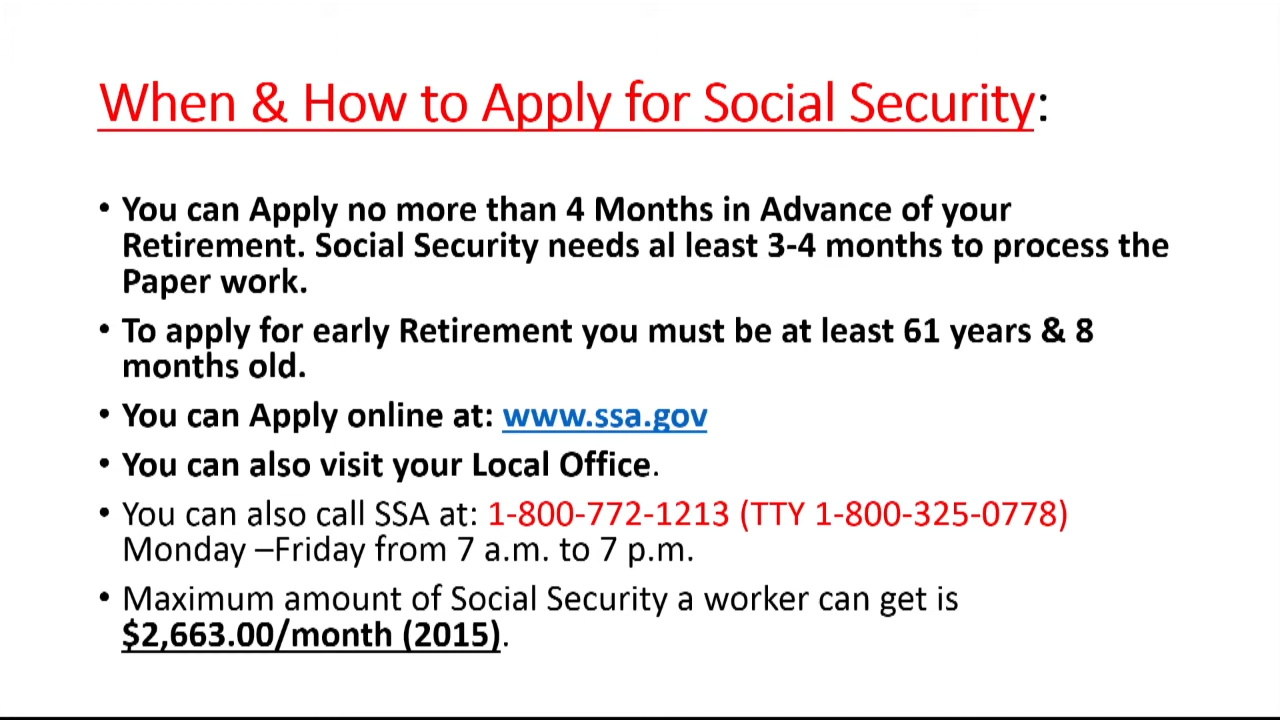 When & How to Apply for Social Security:
• You can Apply no more than 4 Months in Advance of your
Retirement. Social Security needs al least 3-4 months to process the
Paper work.
• To apply for early Retirement you must be at least 61 years & 8
months old.
• You can Apply online at: www.ssa.gov
• You can also visit your Local Office.
• You can also call SSA at: 1-800-772-1213 (TTY 1-800-325-0778)
Monday –Friday from 7 a.m. to 7 p.m.
• Maximum amount of Social Security a worker can get is
$2,663.00/month (2015).